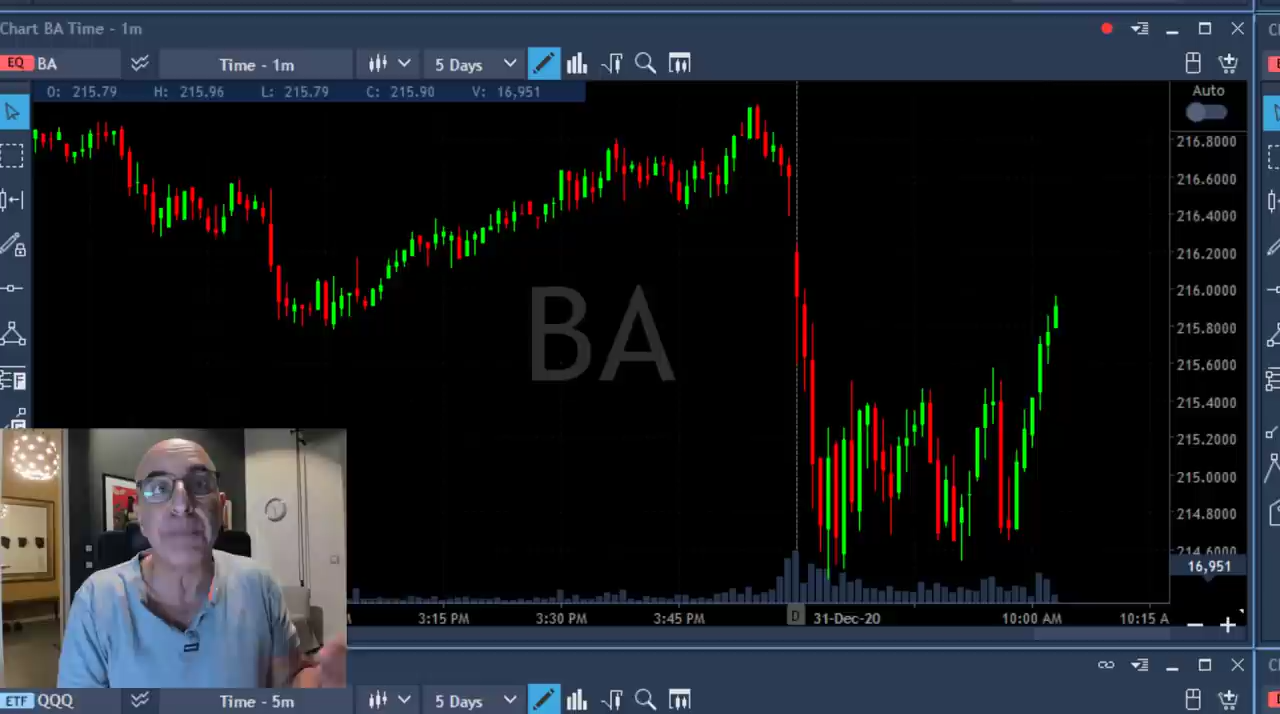 Chart BA Time - 1m
EQ BA Time - 1m 5 Days
O: 215.79 H: 215.96 L: 215.79 C: 215.90 V: 16,951
Auto
216.8000
216.6000
216.4000
216.2000
216.0000
BA
215.8000
215.6000
215.4000
215.2000
215.0000
214.8000
214.6000
16,951
3:15 PM 3:30 PM 3:45 PM D 31-Dec-20 10:00 AM 10:15 A
ETF QQQ Time - 5m 5 Days